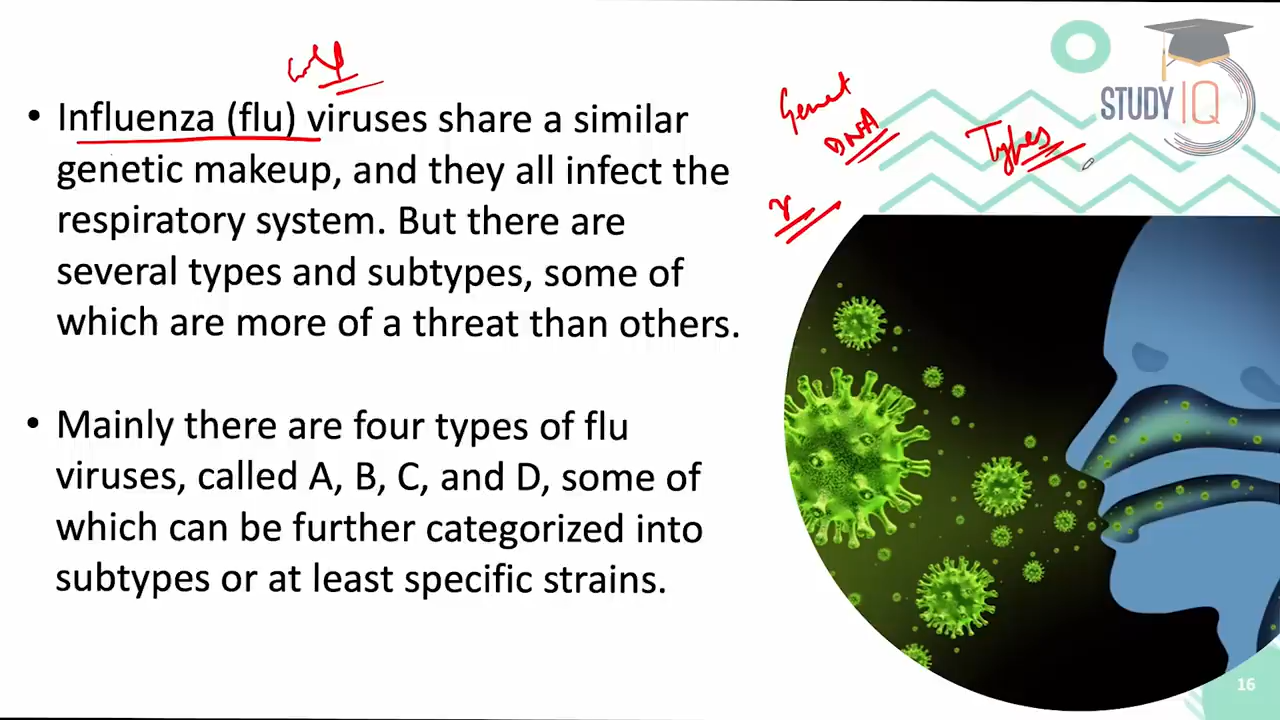 • Influenza (flu) viruses share a similar
genetic makeup, and they all infect the
respiratory system. But there are
several types and subtypes, some of
which are more of a threat than others.
• Mainly there are four types of flu
viruses, called A, B, C, and D, some of
which can be further categorized into
subtypes or at least specific strains.
DNA
Types
STUDY IQ
16